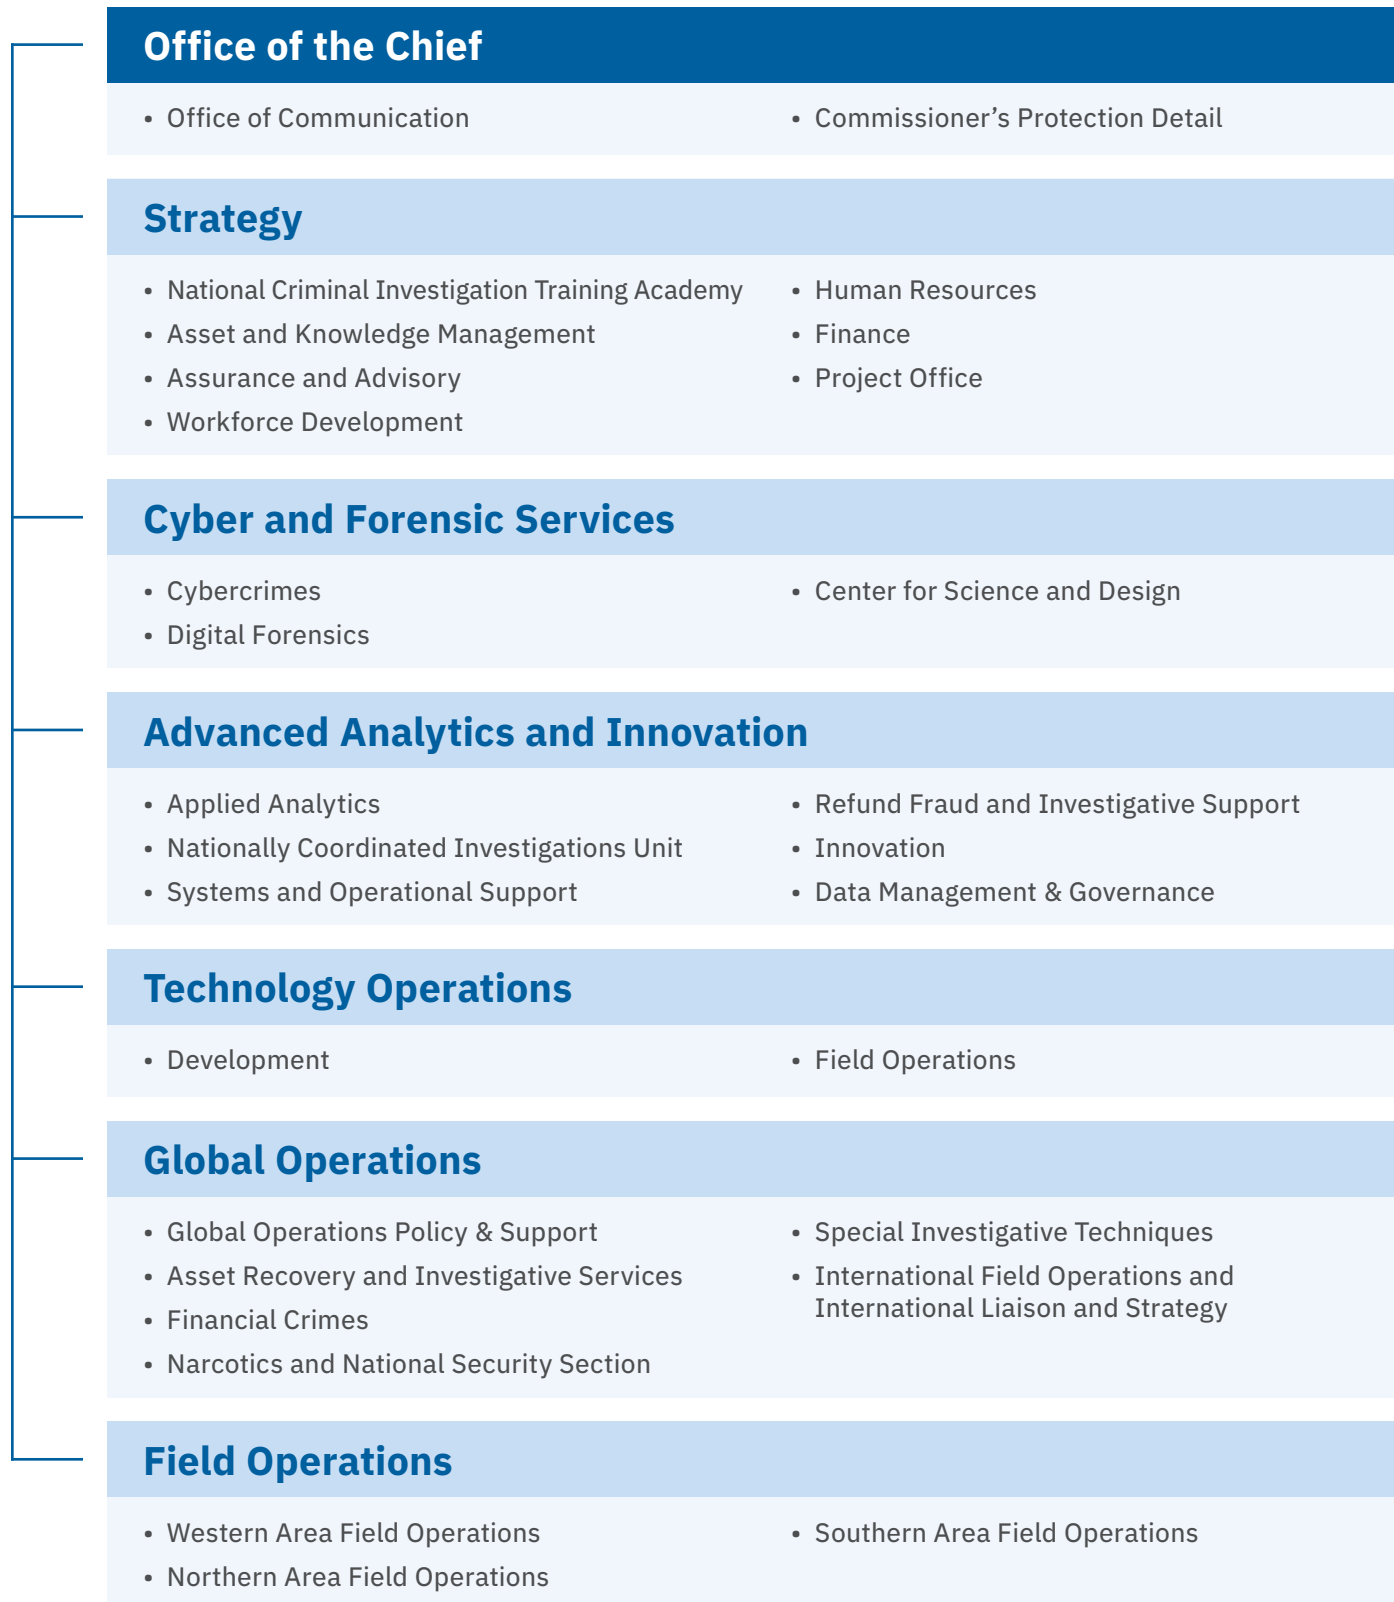 Office of the Chief
• Office of Communication
• Commissioner’s Protection Detail
Strategy
• National Criminal Investigation Training Academy
• Asset and Knowledge Management
• Assurance and Advisory
• Workforce Development
• Human Resources
• Finance
• Project Office
Cyber and Forensic Services
• Cybercrimes
• Digital Forensics
• Center for Science and Design
Advanced Analytics and Innovation
• Applied Analytics
• Nationally Coordinated Investigations Unit
• Systems and Operational Support
• Refund Fraud and Investigative Support
• Innovation
• Data Management & Governance
Technology Operations
• Development
• Field Operations
Global Operations
• Global Operations Policy & Support
• Asset Recovery and Investigative Services
• Financial Crimes
• Narcotics and National Security Section
• Special Investigative Techniques
• International Field Operations and
International Liaison and Strategy
Field Operations
• Western Area Field Operations
• Northern Area Field Operations
• Southern Area Field Operations